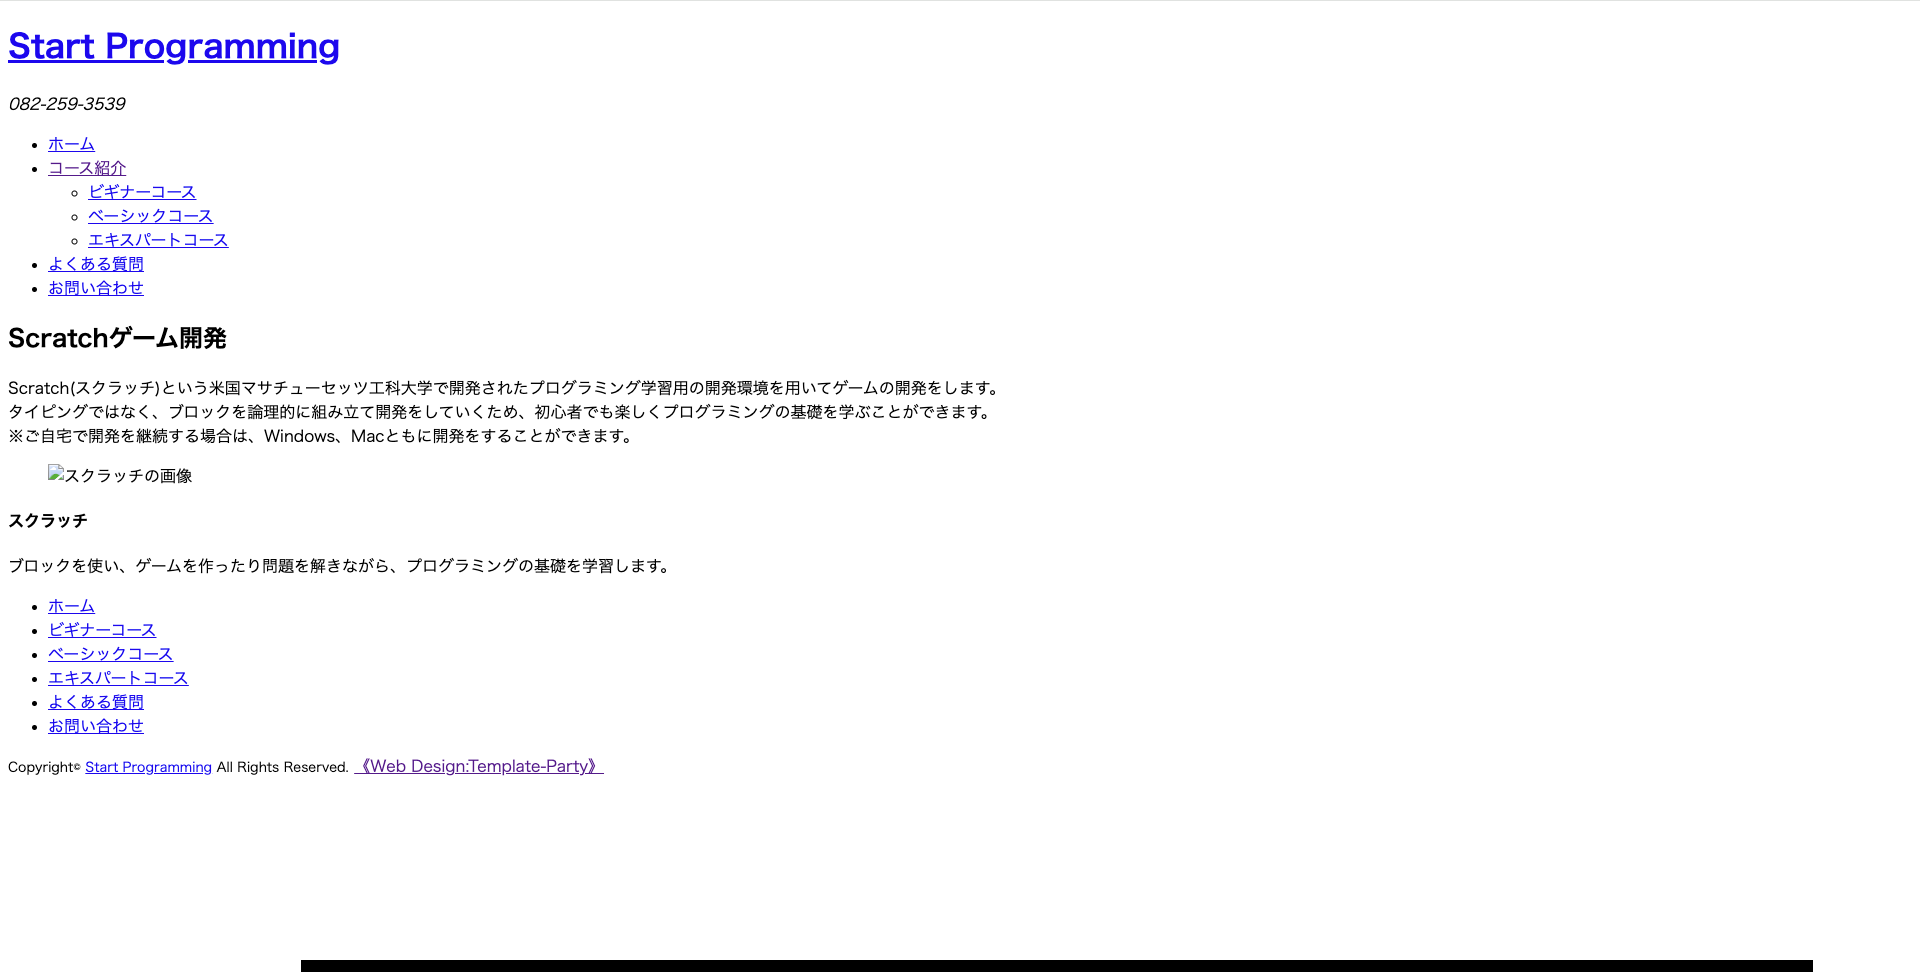 Start Programming
082-259-3539
ホーム
コース紹介
ビギナーコース
ベーシックコース
エキスパートコース
よくある質問
お問い合わせ
Scratchゲーム開発
Scratch(スクラッチ)という米国マサチューセッツ工科大学で開発されたプログラミング学習用の開発環境を用いてゲームの開発をします。
タイピングではなく、ブロックを論理的に組み立て開発をしていくため、初心者でも楽しくプログラミングの基礎を学ぶことができます。
※ご自宅で開発を継続する場合は、Windows、Macともに開発をすることができます。
スクラッチの画像
スクラッチ
ブロックを使い、ゲームを作ったり問題を解きながら、プログラミングの基礎を学習します。
ホーム
ビギナーコース
ベーシックコース
エキスパートコース
よくある質問
お問い合わせ
Copyright© Start Programming All Rights Reserved. 《Web Design:Template-Party》